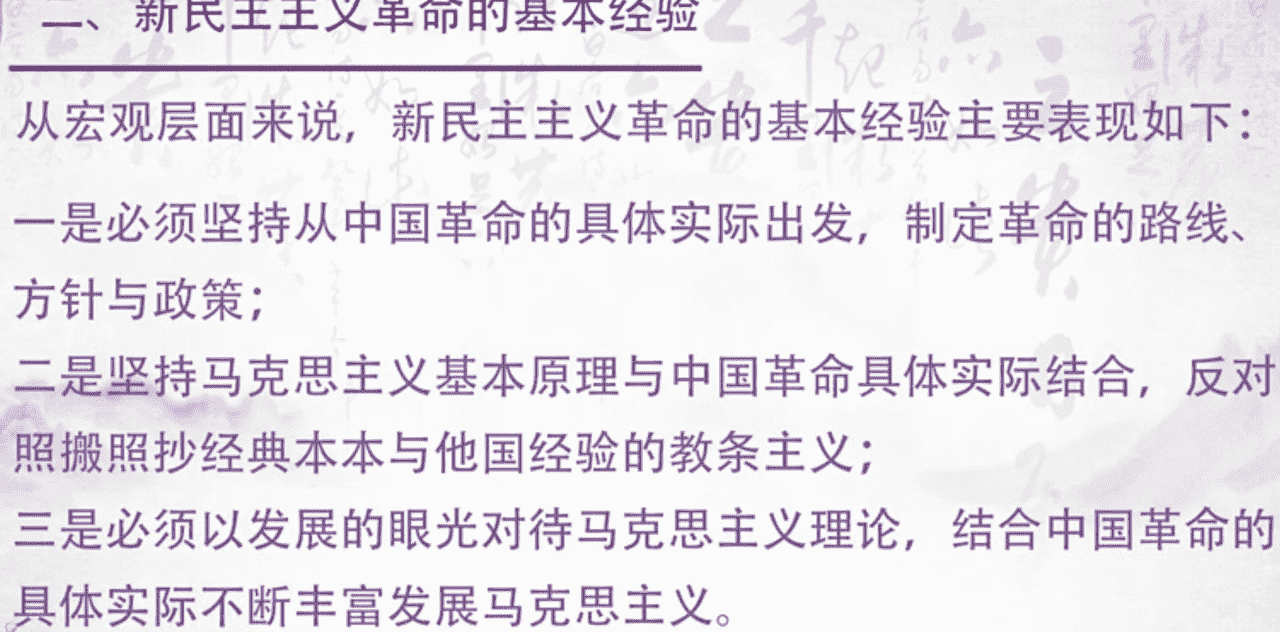 二、新民主主义革命的基本经验
从宏观层面来说，新民主主义革命的基本经验主要表现如下：
一是必须坚持从中国革命的具体实际出发，制定革命的路线、
方针与政策；
二是坚持马克思主义基本原理与中国革命具体实际结合，反对
照搬照抄经典本本与他国经验的教条主义；
三是必须以发展的眼光对待马克思主义理论，结合中国革命的
具体实际不断丰富发展马克思主义。